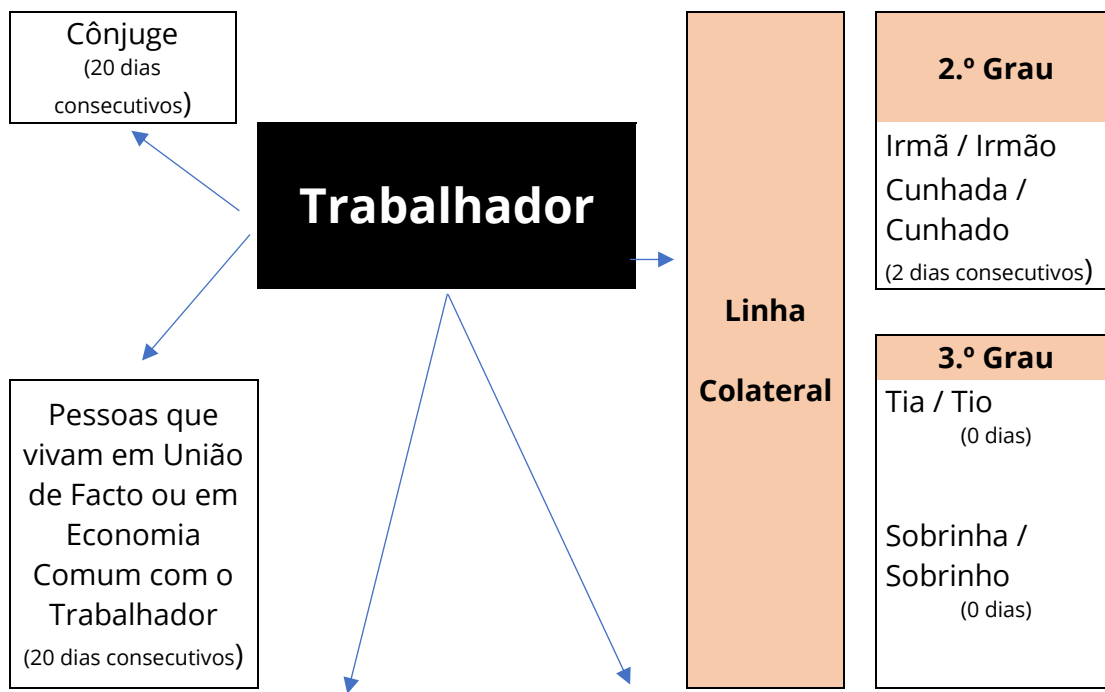 Cônjuge
(20 dias
consecutivos)
Trabalhador
Pessoas que
vivam em União
de Facto ou em
Economia
Comum com o
Trabalhador
(20 dias consecutivos)
Linha
Colateral
2.º Grau
Irmã / Irmão
Cunhada /
Cunhado
(2 dias consecutivos)
3.º Grau
Tia / Tio
(0 dias)
Sobrinha /
Sobrinho
(0 dias)